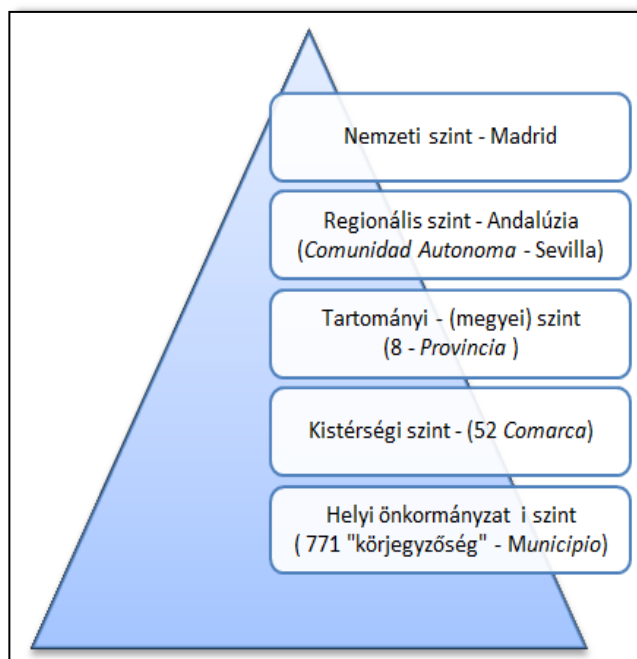 Nemzeti szint - Madrid
Regionális szint - Andalúzia
(Comunidad Autonoma - Sevilla)
Tartományi - (megyei) szint
(8 - Provincia )
Kistérségi szint - (52 Comarca)
Helyi önkormányzat i szint
( 771 "körjegyzőség" - Municipio)